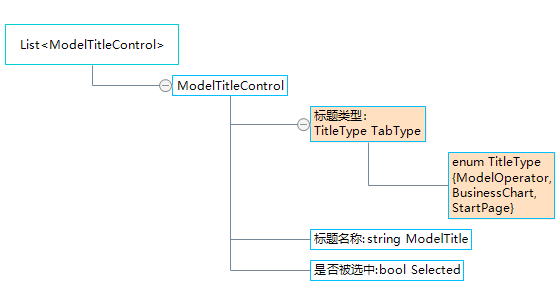 List<ModelTitleControl>
ModelTitleControl
标题类型：
TitleType TabType
enum TitleType
{ModelOperator,
BusinessChart,
StartPage}
标题名称:string ModelTitle
是否被选中:bool Selected